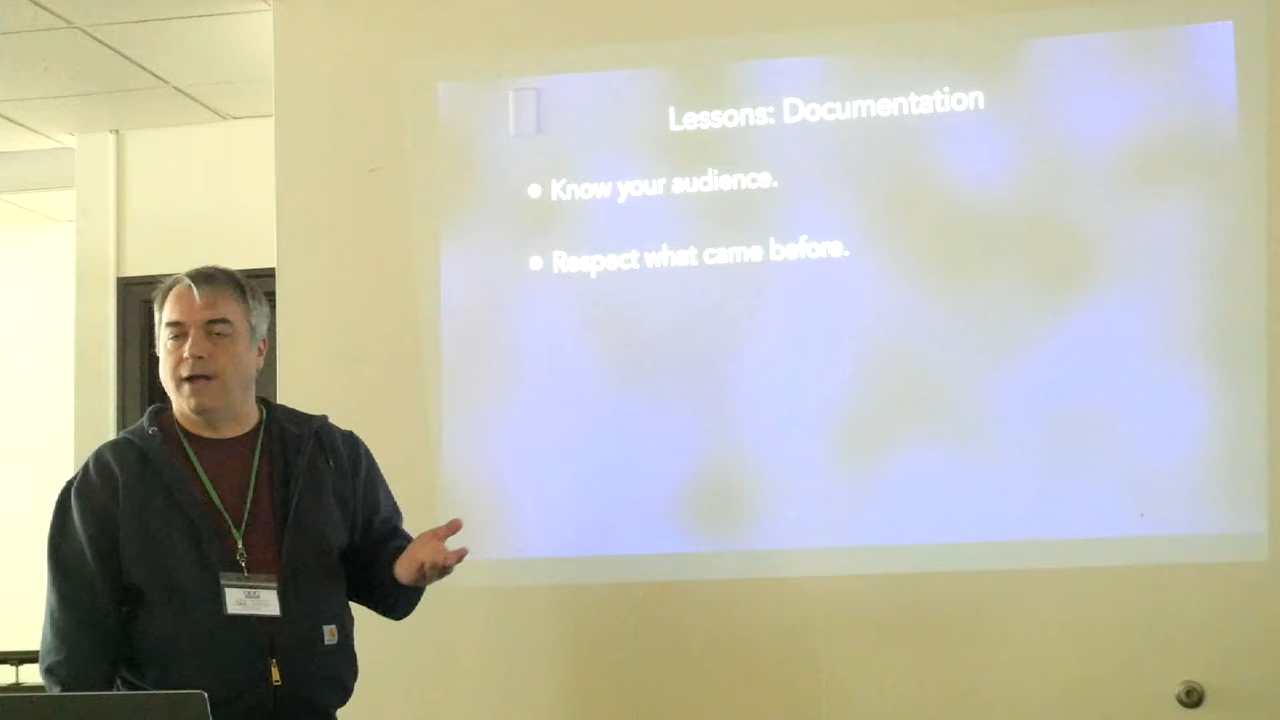 Lessons: Documentation
Know your audience.
Respect what came before.